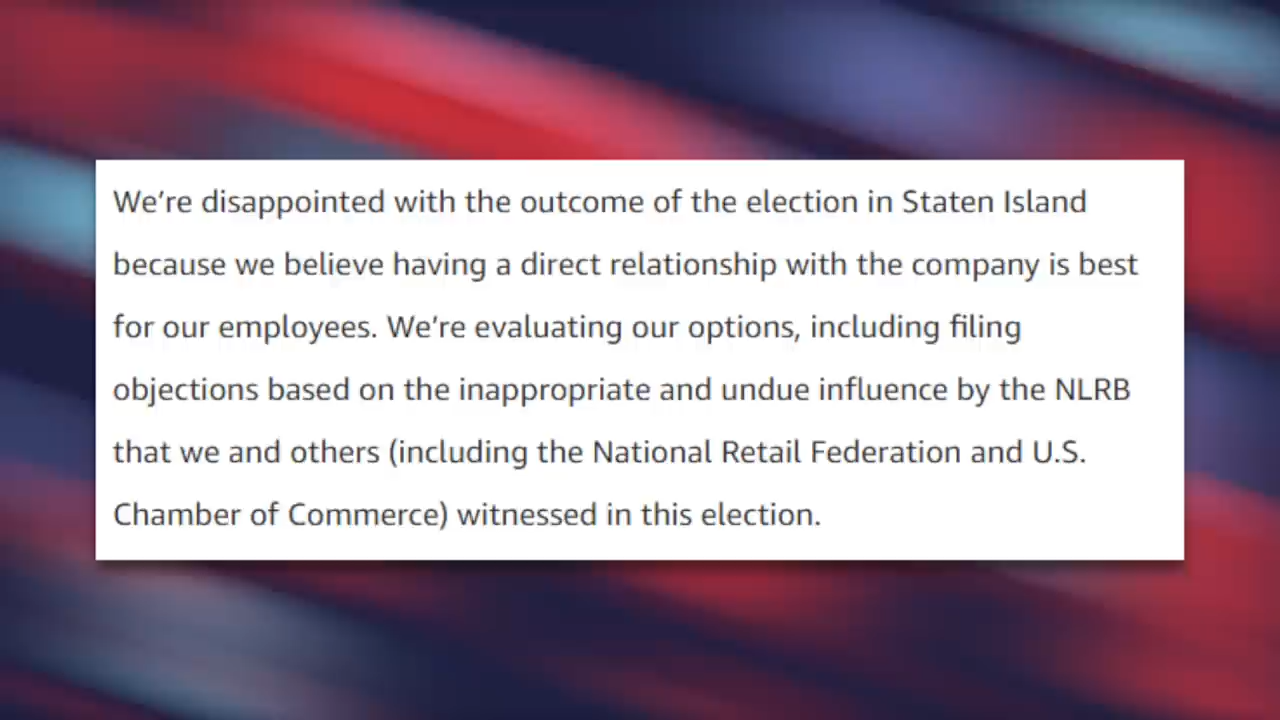 We’re disappointed with the outcome of the election in Staten Island
because we believe having a direct relationship with the company is best
for our employees. We’re evaluating our options, including filing
objections based on the inappropriate and undue influence by the NLRB
that we and others (including the National Retail Federation and U.S.
Chamber of Commerce) witnessed in this election.